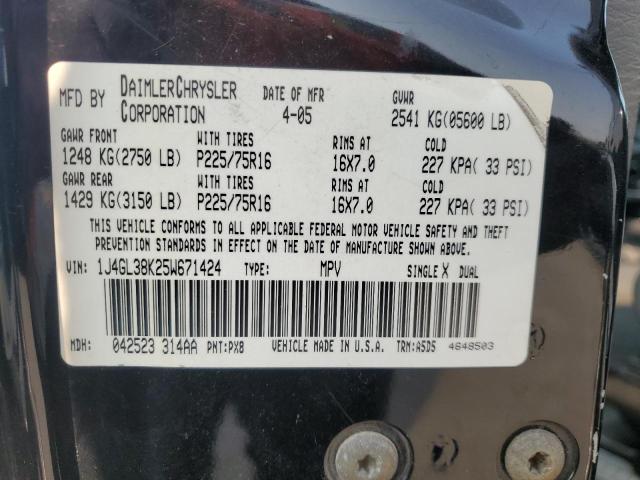 MFD BY DAIMLERCHRYSLER CORPORATION DATE OF MFR 4-05 GVWR 2541 KG(05600 LB)
GAWR FRONT WITH TIRES RIMS AT COLD
1248 KG(2750 LB) P225/75R16 16X7.0 227 KPA( 33 PSI)
GAWR REAR WITH TIRES RIMS AT COLD
1429 KG(3150 LB) P225/75R16 16X7.0 227 KPA( 33 PSI)
THIS VEHICLE CONFORMS TO ALL APPLICABLE FEDERAL MOTOR VEHICLE SAFETY AND THEFT
PREVENTION STANDARDS IN EFFECT ON THE DATE OF MANUFACTURE SHOWN ABOVE.
VIN: 1J4GL38K25W671424 TYPE: MPV SINGLE X DUAL
MDH: 042523 314AA PNT:PX8 VEHICLE MADE IN U.S.A. TRM:A5D5 4648503